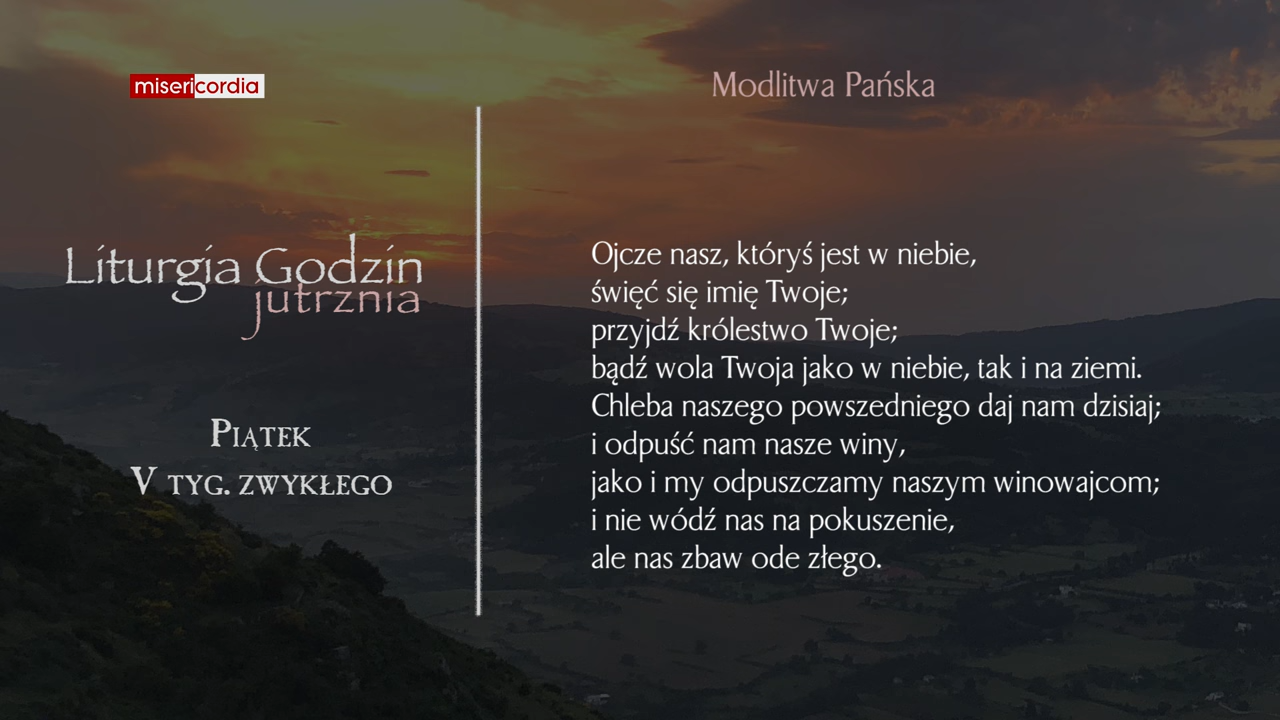 misericordia
Liturgia Godzin
jutrznia
Piątek
V tyg. zwykłego
Modlitwa Pańska
Ojcze nasz, któryś jest w niebie,
święć się imię Twoje;
przyjdź królestwo Twoje;
bądź wola Twoja jako w niebie, tak i na ziemi.
Chleba naszego powszedniego daj nam dzisiaj;
i odpuść nam nasze winy,
jako i my odpuszczamy naszym winowajcom;
i nie wódź nas na pokuszenie,
ale nas zbaw ode złego.